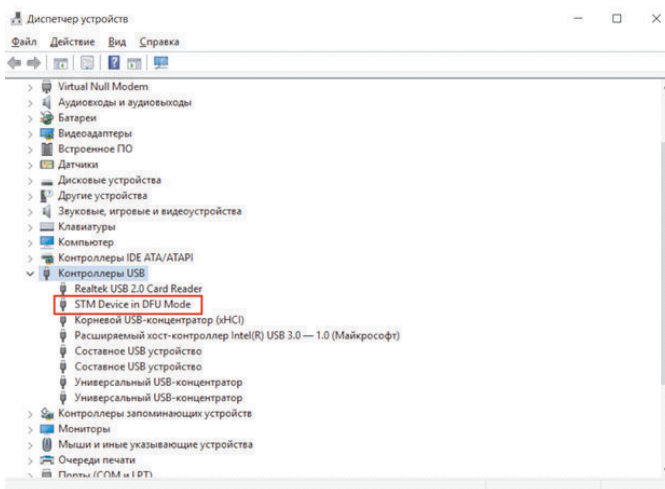 Диспетчер устройств
Файл Действие Вид Справка
Virtual Null Modem
Аудиовходы и аудиовыходы
Батареи
Видеоадаптеры
Встроенное ПО
Датчики
Дисковые устройства
Другие устройства
Звуковые, игровые и видеоустройства
Клавиатуры
Компьютер
Контроллеры IDE ATA/ATAPI
Контроллеры USB
Realtek USB 2.0 Card Reader
STM Device in DFU Mode
Корневой USB-концентратор (xHCI)
Расширяемый хост-контроллер Intel(R) USB 3.0 — 1.0 (Майкрософт)
Составное USB устройство
Составное USB устройство
Универсальный USB-концентратор
Универсальный USB-концентратор
Контроллеры запоминающих устройств
Мониторы
Мыши и иные указывающие устройства
Очереди печати
Порты (COM и LPT)